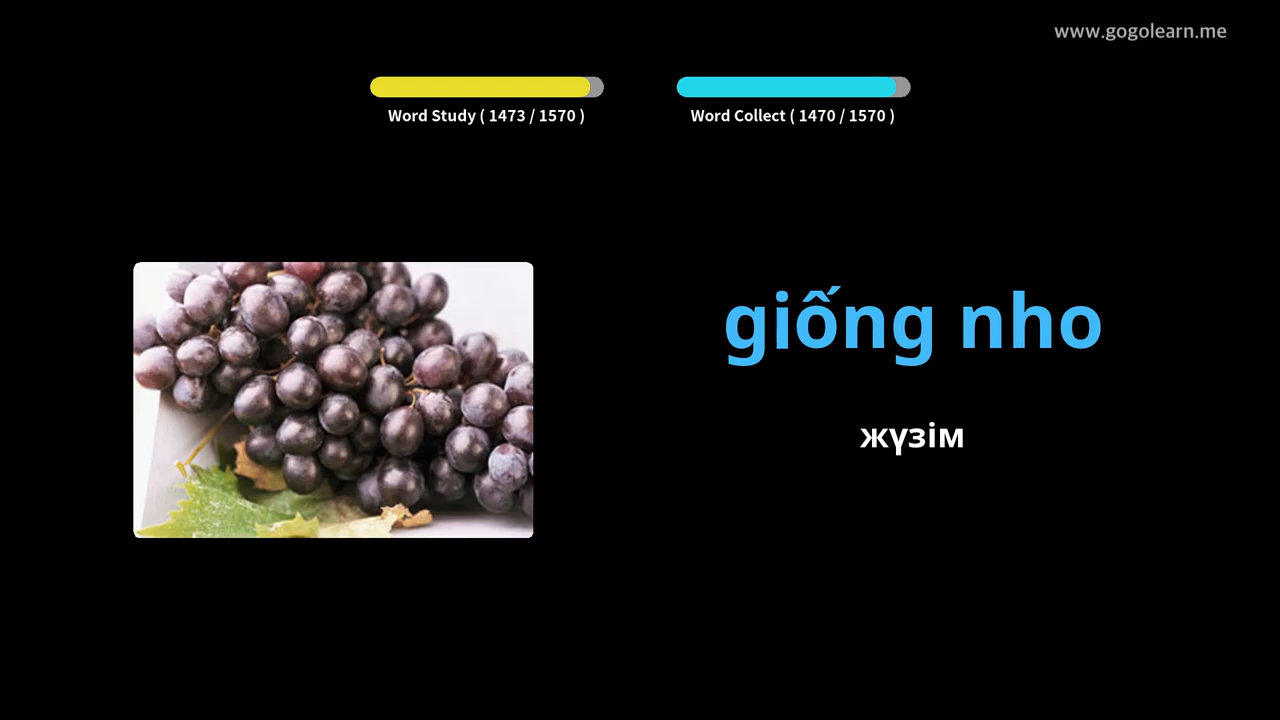 www.gogolearn.me
Word Study ( 1473 / 1570 )
Word Collect ( 1470 / 1570 )
giống nho
жүзім